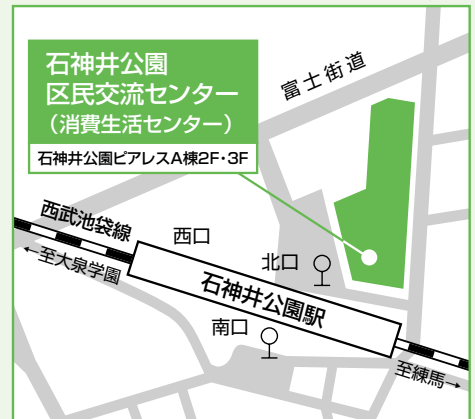 石神井公園
区民交流センター
（消費生活センター）
石神井公園ピアレスA棟2F・3F
富士街道
西武池袋線
西口
←至大泉学園
北口
石神井公園駅
南口
至練馬→